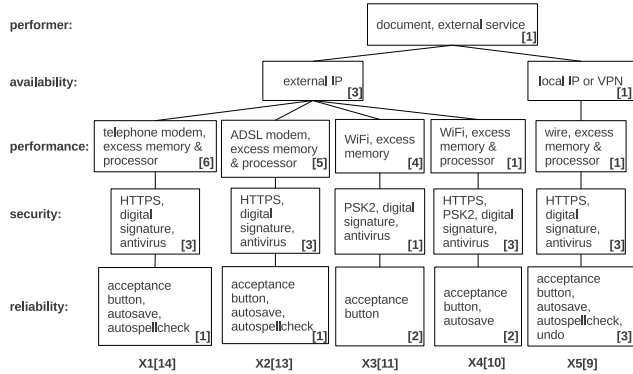 performer:
document, external service
[1]
availability:
external IP
[3]
local IP or VPN
[1]
performance:
telephone modem,
excess memory &
processor
[6]
ADSL modem,
excess memory
& processor
[5]
WiFi, excess
memory
[4]
WiFi, excess
memory &
processor
[1]
wire, excess
memory &
processor
[1]
security:
HTTPS,
digital
signature,
antivirus
[3]
HTTPS,
digital
signature,
antivirus
[3]
PSK2, digital
signature,
antivirus
[1]
HTTPS,
PSK2, digital
signature,
antivirus
[3]
HTTPS,
digital
signature,
antivirus
[3]
reliability:
acceptance
button,
autosave,
autospellcheck
[1]
acceptance
button,
autosave,
autospellcheck
[1]
acceptance
button
[2]
acceptance
button,
autosave
[2]
acceptance
button,
autosave,
autospellcheck,
undo
[3]
X1[14]
X2[13]
X3[11]
X4[10]
X5[9]